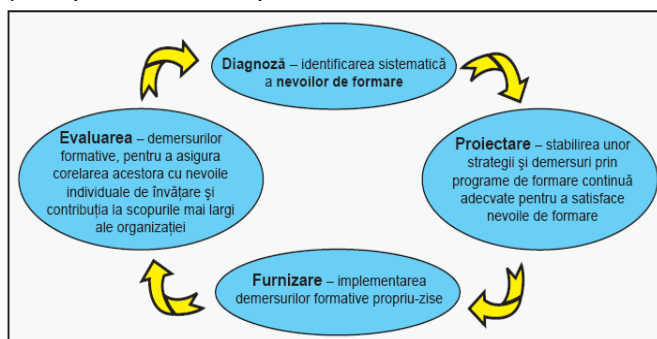 Diagnoză – identificarea sistematică
a nevoilor de formare
Proiectare – stabilirea unor
strategii şi demersuri prin
programe de formare continuă
adecvate pentru a satisface
nevoile de formare
Furnizare – implementarea
demersurilor formative propriu-zise
Evaluarea – demersurilor
formative, pentru a asigura
corelarea acestora cu nevoile
individuale de învăţare şi
contribuţia la scopurile mai largi
ale organizaţiei